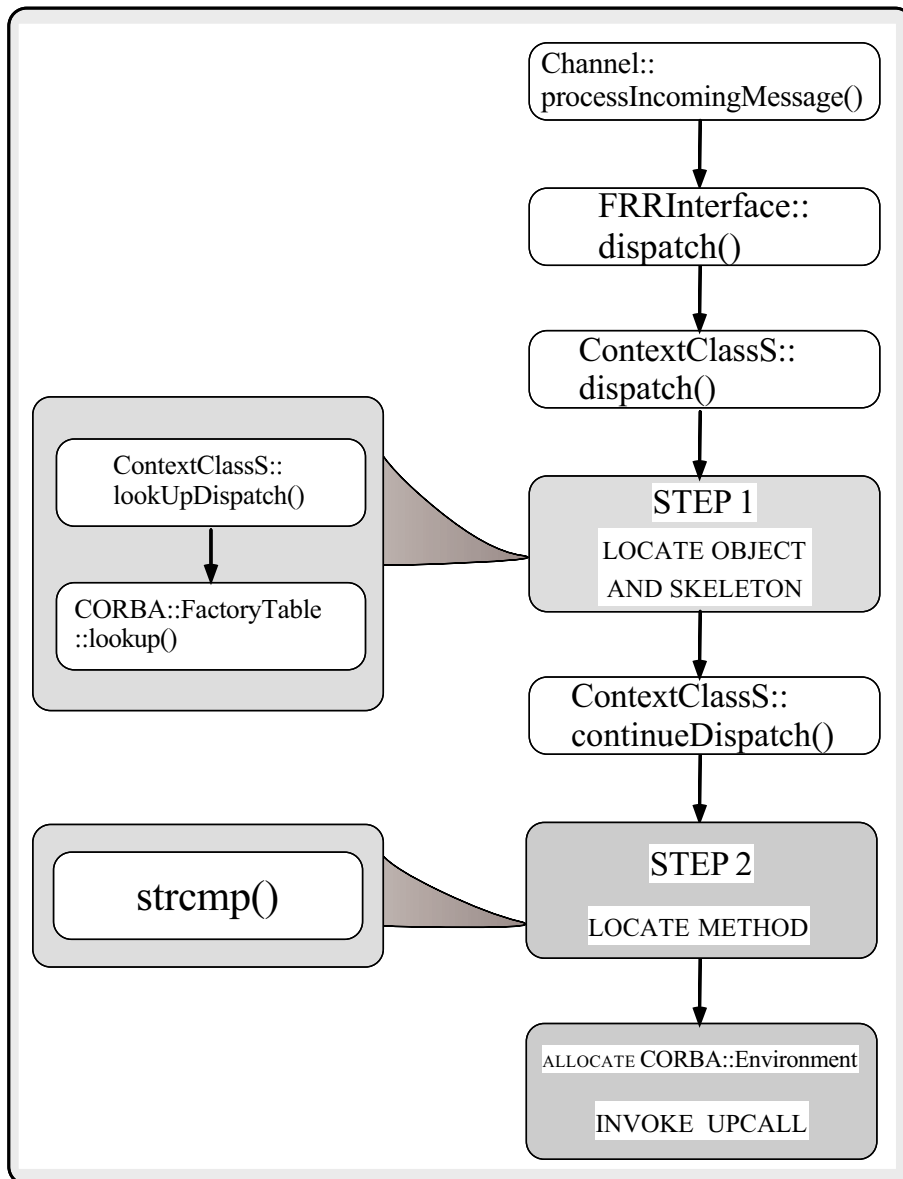 Channel::
processIncomingMessage()
FRRInterface::
dispatch()
ContextClassS::
dispatch()
ContextClassS::
lookUpDispatch()
CORBA::FactoryTable
::lookup()
STEP 1
LOCATE OBJECT
AND SKELETON
ContextClassS::
continueDispatch()
strcmp()
STEP 2
LOCATE METHOD
ALLOCATE CORBA::Environment
INVOKE UPCALL